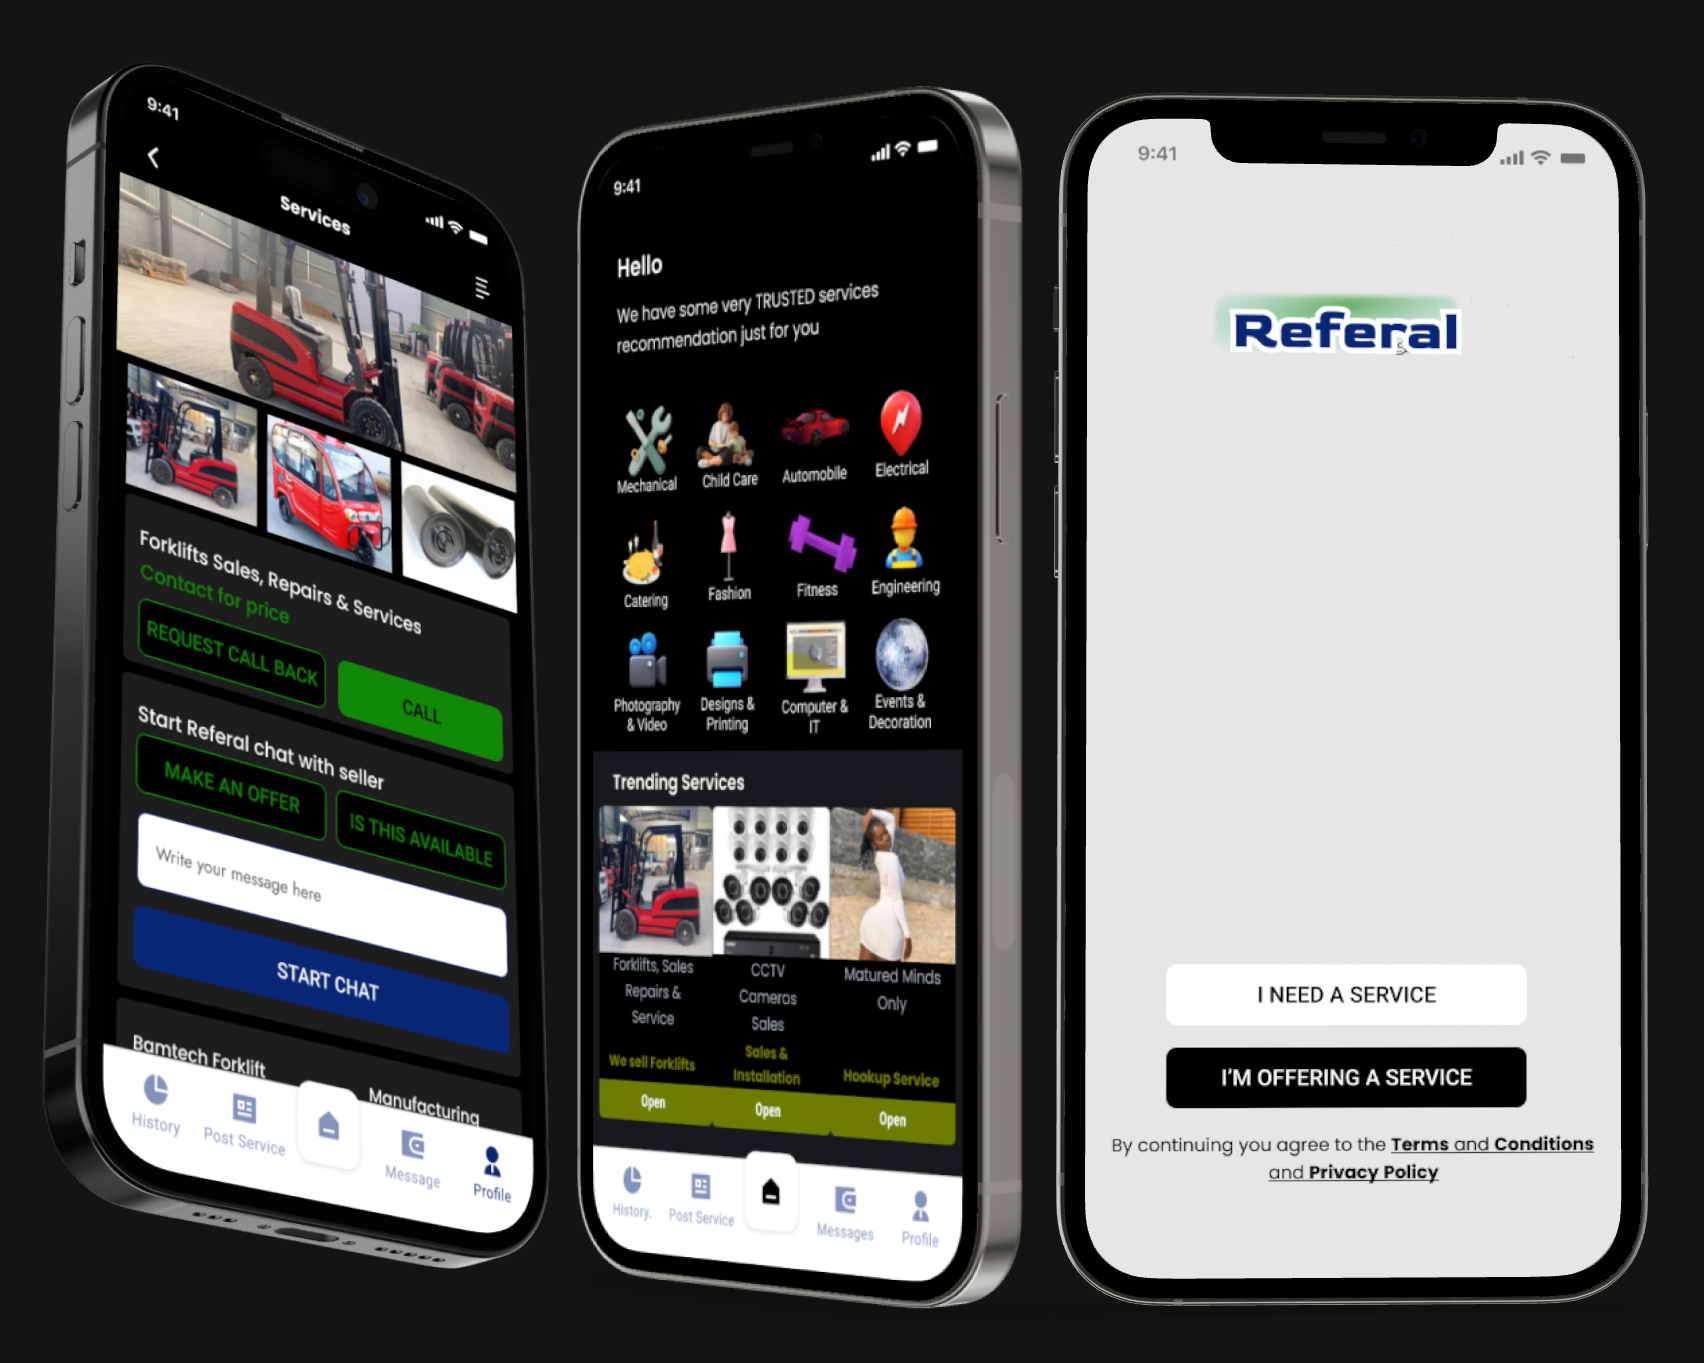 9:41
Services
Forklifts Sales, Repairs & Services
Contact for price
REQUEST CALL BACK
CALL
Start Referal chat with seller
MAKE AN OFFER
IS THIS AVAILABLE
Write your message here
START CHAT
Bamtech Forklift
Manufacturing
History
Post Service
Message
Profile
9:41
Hello
We have some very TRUSTED services
recommendation just for you
Mechanical
Child Care
Automobile
Electrical
Catering
Fashion
Fitness
Engineering
Photography
& Video
Designs &
Printing
Computer &
IT
Events &
Decoration
Trending Services
Forklifts, Sales
Repairs &
Service
We sell Forklifts
Open
CCTV
Cameras
Sales
Sales &
Installation
Open
Matured Minds
Only
Hookup Service
Open
History.
Post Service
Messages
Profile
9:41
Referal
I NEED A SERVICE
I'M OFFERING A SERVICE
By continuing you agree to the Terms and Conditions
and Privacy Policy